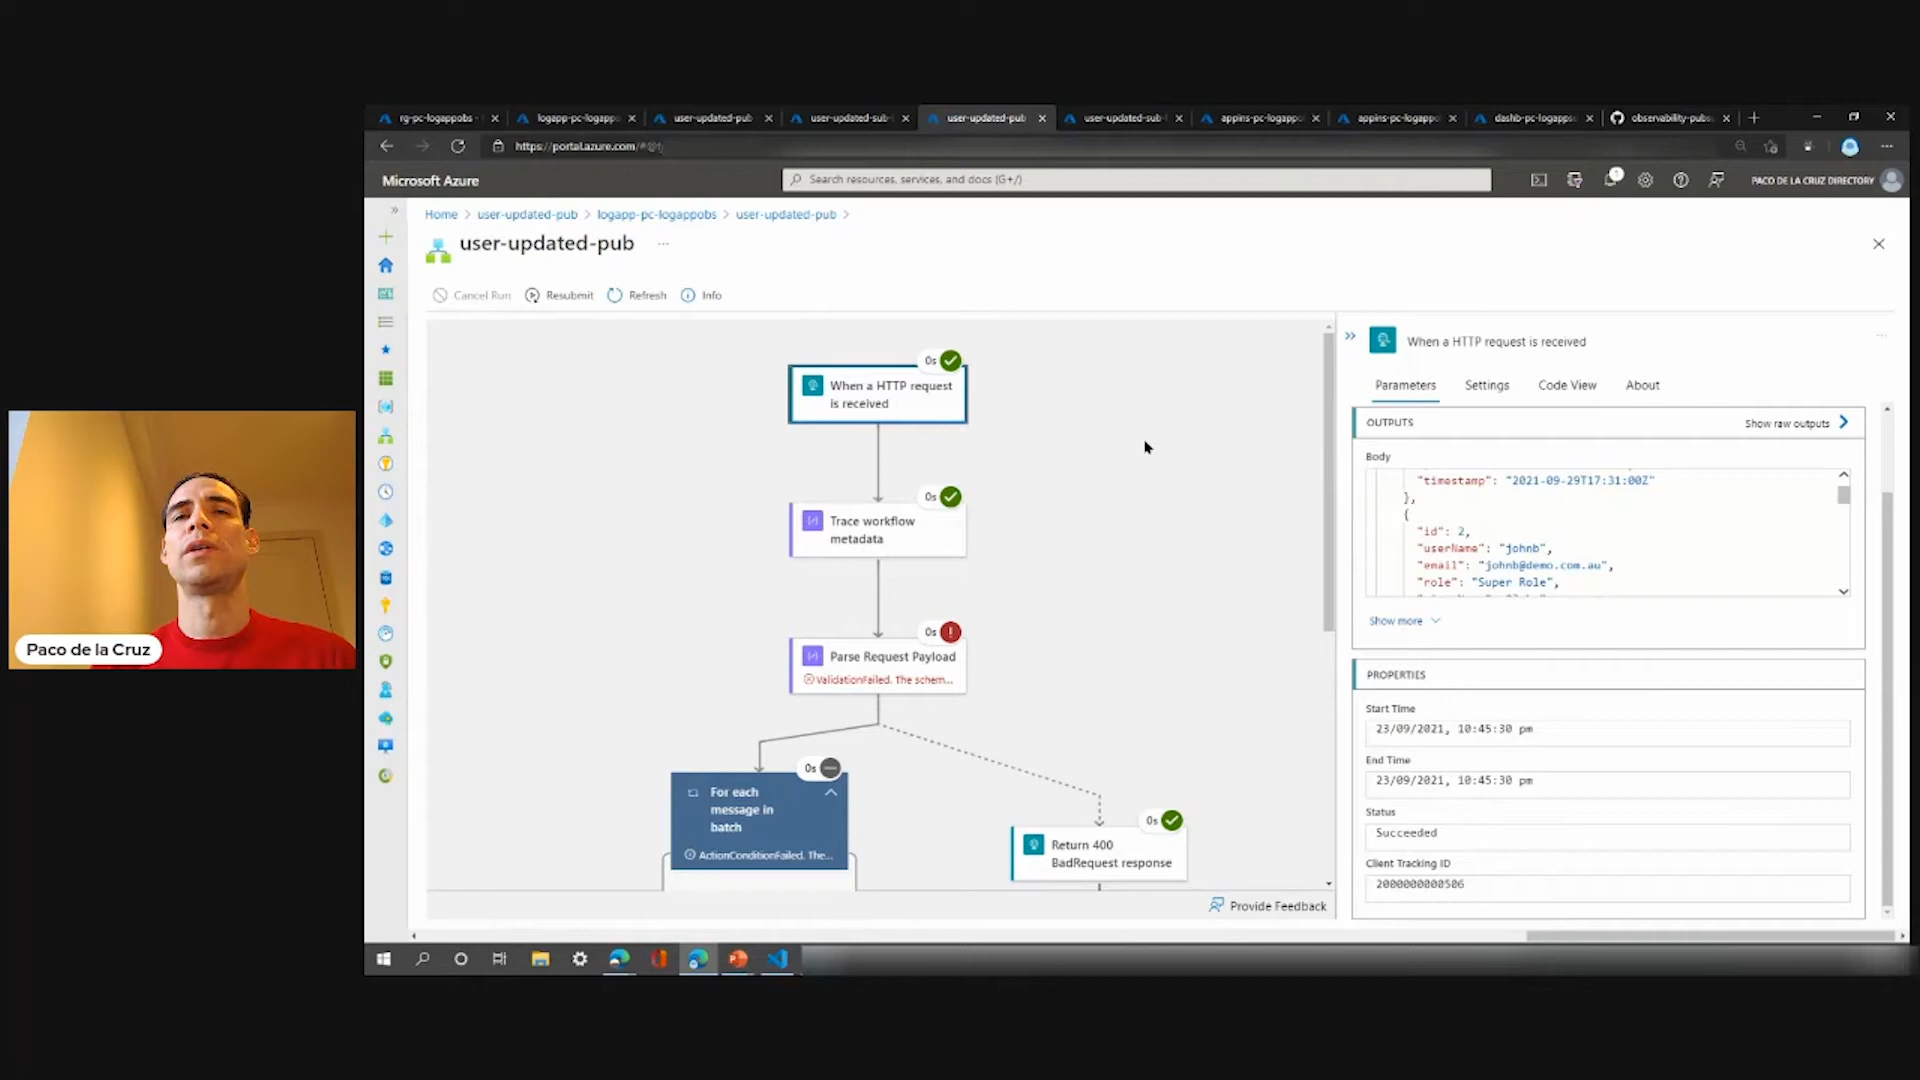 rg-pc-logappobs -
logapp-pc-logapp
user-updated-pub
user-updated-sub-
user-updated-pub
user-updated-sub-
appins-pc-logappo
appins-pc-logappo
dashb-pc-logapps
observability-pubs
https://portal.azure.com/#@
Microsoft Azure
Search resources, services, and docs (G+/)
1
PACO DE LA CRUZ DIRECTORY
Home > user-updated-pub > logapp-pc-logappobs > user-updated-pub >
user-updated-pub ...
Cancel Run
Resubmit
Refresh
Info
0s
When a HTTP request
is received
0s
Trace workflow
metadata
0s
Parse Request Payload
ValidationFailed. The schem...
0s
For each
message in
batch
ActionConditionFailed. The...
0s
Return 400
BadRequest response
Provide Feedback
When a HTTP request is received
Parameters
Settings
Code View
About
OUTPUTS
Show raw outputs
Body
"timestamp": "2021-09-29T17:31:00Z"
},
{
"id": 2,
"userName": "johnb",
"email": "johnb@demo.com.au",
"role": "Super Role",
Show more
PROPERTIES
Start Time
23/09/2021, 10:45:30 pm
End Time
23/09/2021, 10:45:30 pm
Status
Succeeded
Client Tracking ID
2000000000506
Paco de la Cruz